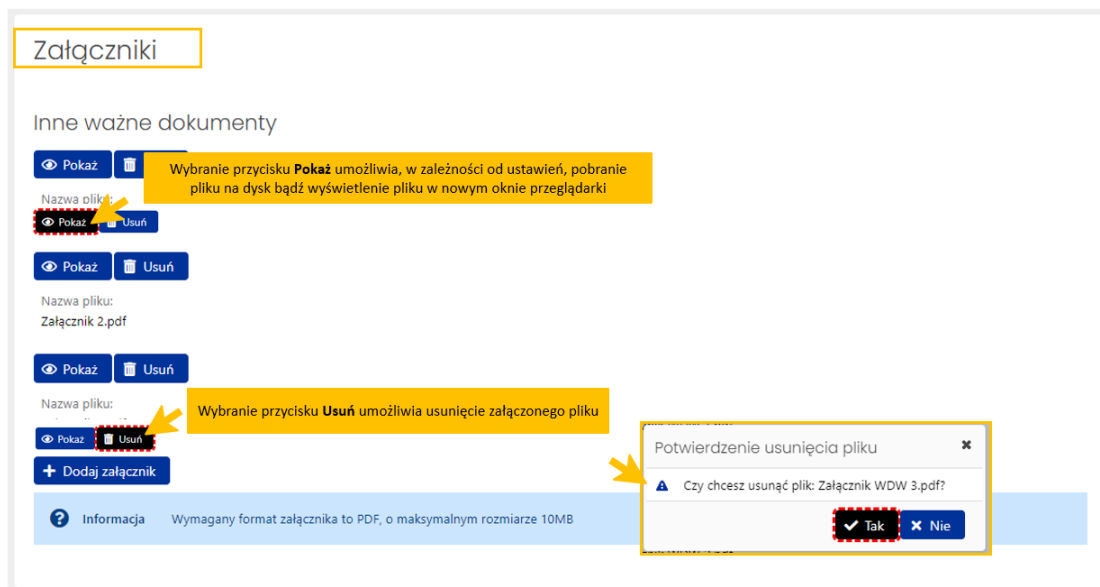 Załączniki
Inne ważne dokumenty
Pokaż
Wybranie przycisku Pokaż umożliwia, w zależności od ustawień, pobranie
pliku na dysk bądź wyświetlenie pliku w nowym oknie przeglądarki
Nazwa pliku:
Pokaż Usuń
Pokaż Usuń
Nazwa pliku:
Załącznik 2.pdf
Pokaż Usuń
Nazwa pliku:
Wybranie przycisku Usuń umożliwia usunięcie załączonego pliku
Pokaż Usuń
Dodaj załącznik
Informacja Wymagany format załącznika to PDF, o maksymalnym rozmiarze 10MB
Potwierdzenie usunięcia pliku
Czy chcesz usunąć plik: Załącznik WDW 3.pdf?
Tak Nie